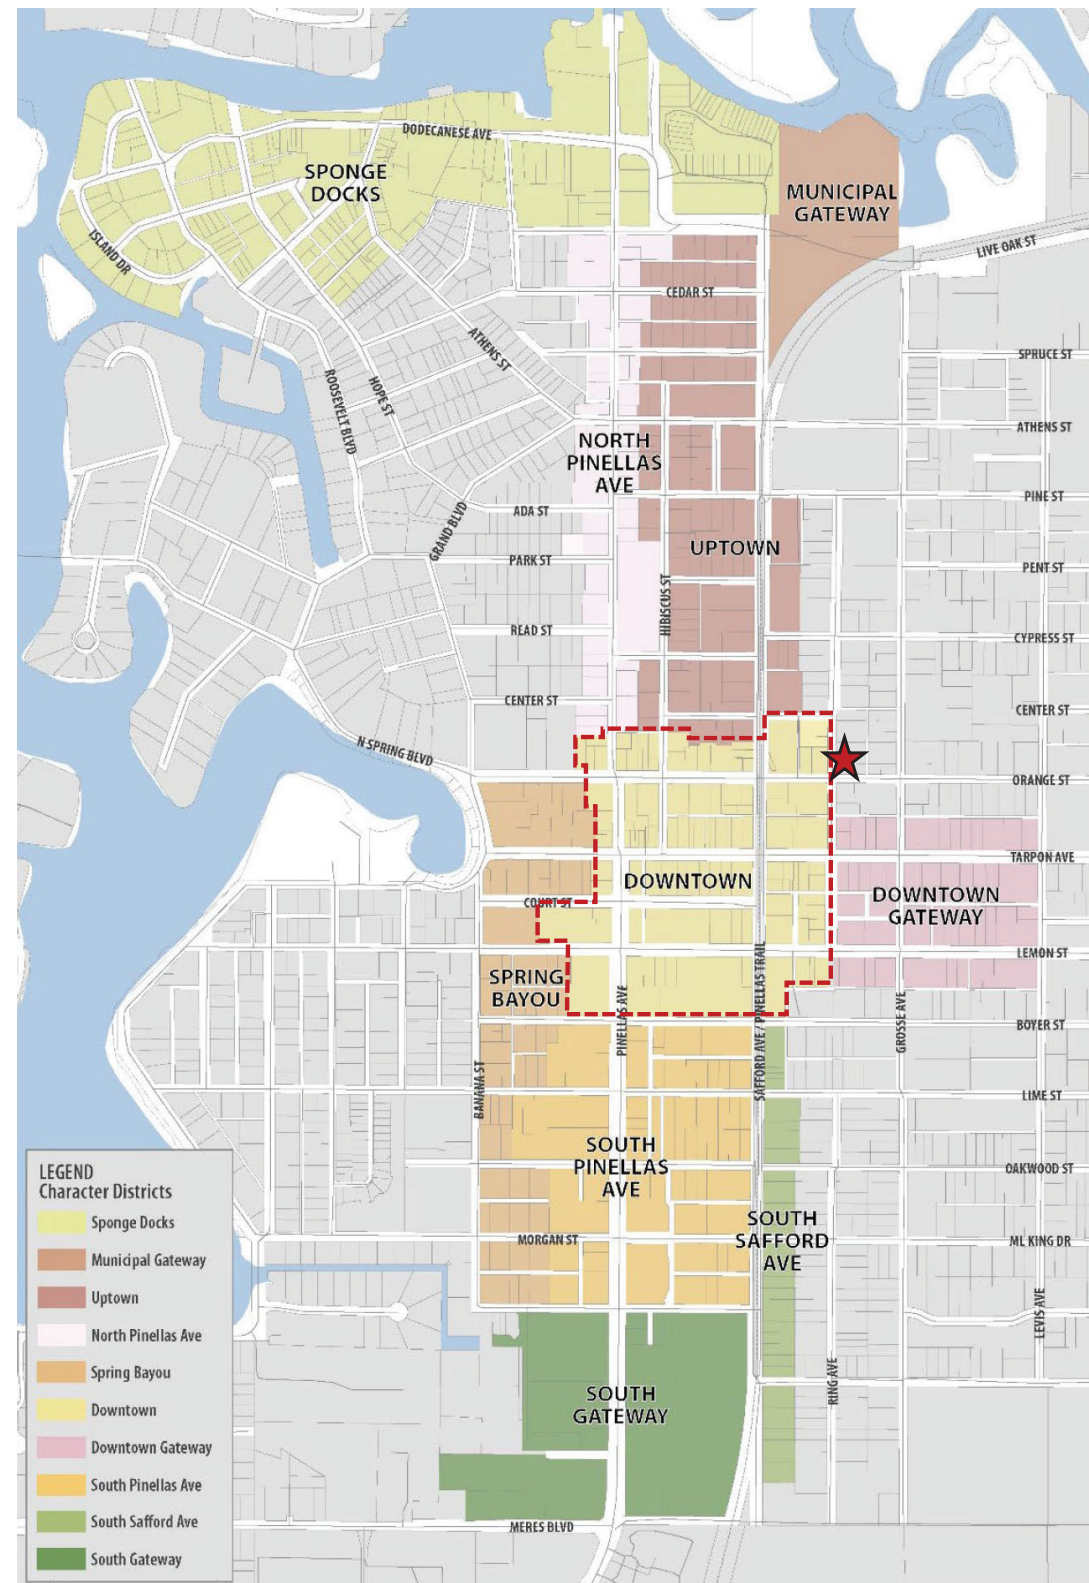 DODECANESE AVE
SPONGE
DOCKS
MUNICIPAL
GATEWAY
ISLAND DR
LIVE OAK ST
CEDAR ST
ATHENS ST
SPRUCE ST
ROOSEVELT BLVD
HOPE ST
ATHENS ST
NORTH
PINELLAS
AVE
PINE ST
ADA ST
GRAND BLVD
UPTOWN
PARK ST
PENT ST
HIBISCUS ST
READ ST
CYPRESS ST
CENTER ST
CENTER ST
N SPRING BLVD
ORANGE ST
TARPON AVE
DOWNTOWN
DOWNTOWN
GATEWAY
COURT ST
LEMON ST
SPRING
BAYOU
PINELLAS AVE
SAFFORD AVE / PINELLAS TRAIL
GROSSE AVE
BOYER ST
BANANA ST
LIME ST
SOUTH
PINELLAS
AVE
OAKWOOD ST
SOUTH
SAFFORD
AVE
MORGAN ST
ML KING DR
LEVIS AVE
RING AVE
SOUTH
GATEWAY
MERES BLVD
LEGEND
Character Districts
Sponge Docks
Municipal Gateway
Uptown
North Pinellas Ave
Spring Bayou
Downtown
Downtown Gateway
South Pinellas Ave
South Safford Ave
South Gateway